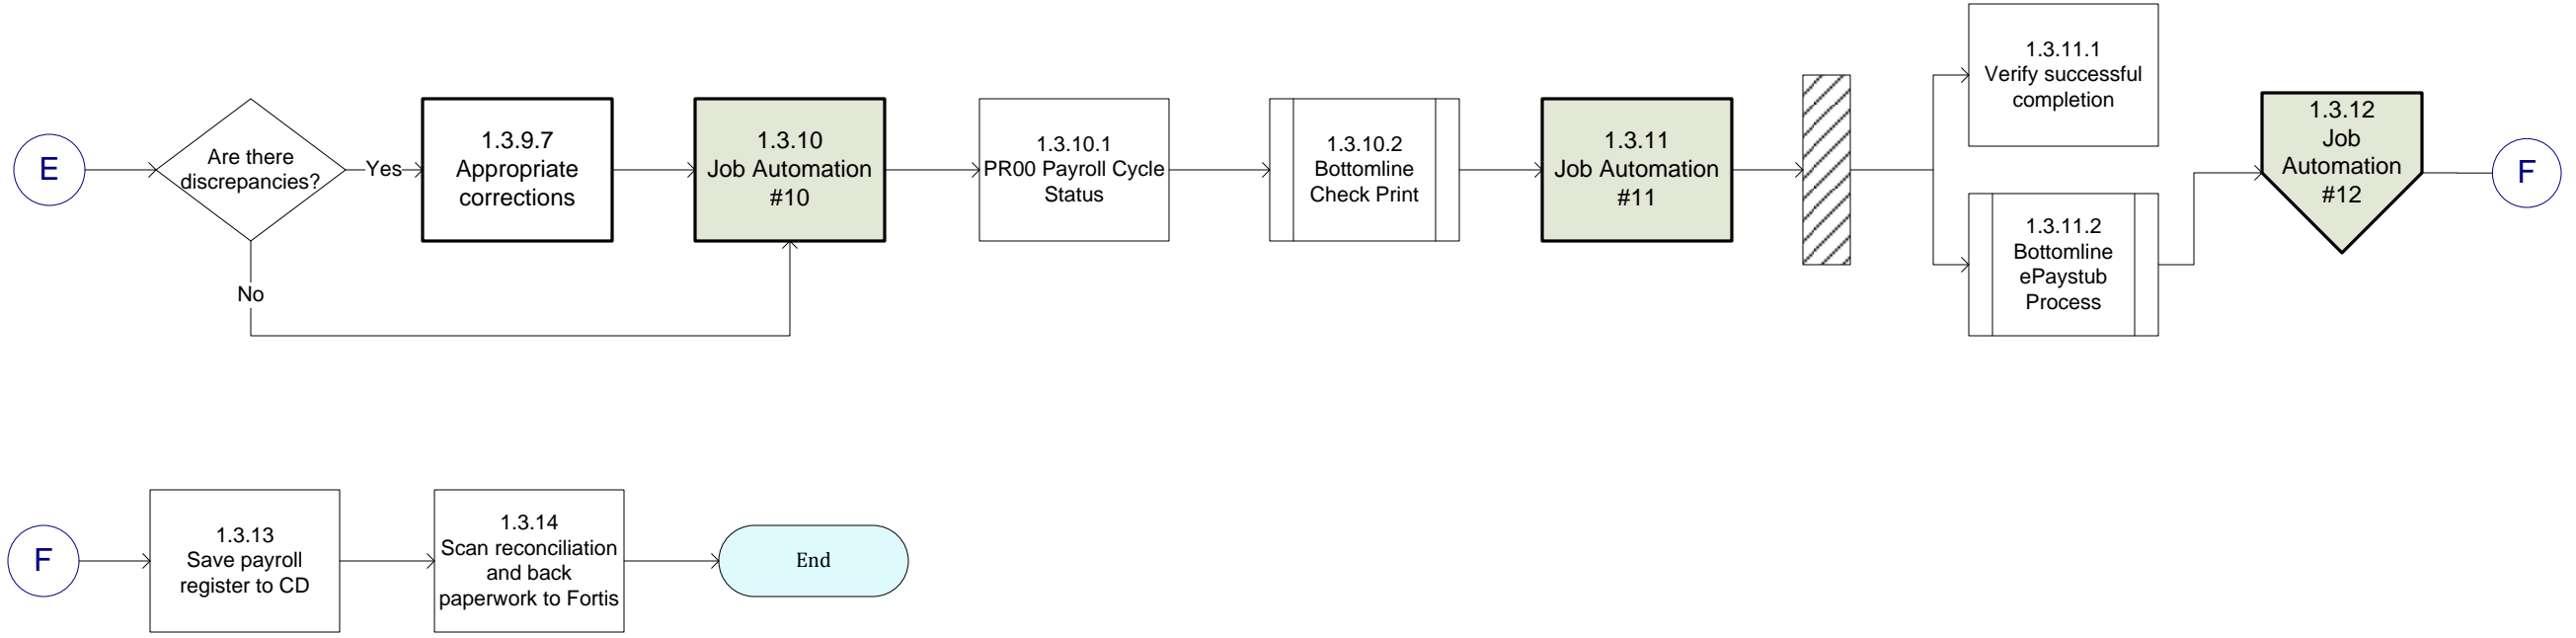 E
Are there
discrepancies?
Yes
No
1.3.9.7
Appropriate
corrections
1.3.10
Job Automation
#10
1.3.10.1
PR00 Payroll Cycle
Status
1.3.10.2
Bottomline
Check Print
1.3.11
Job Automation
#11
1.3.11.1
Verify successful
completion
1.3.11.2
Bottomline
ePaystub
Process
1.3.12
Job
Automation
#12
F
F
1.3.13
Save payroll
register to CD
1.3.14
Scan reconciliation
and back
paperwork to Fortis
End